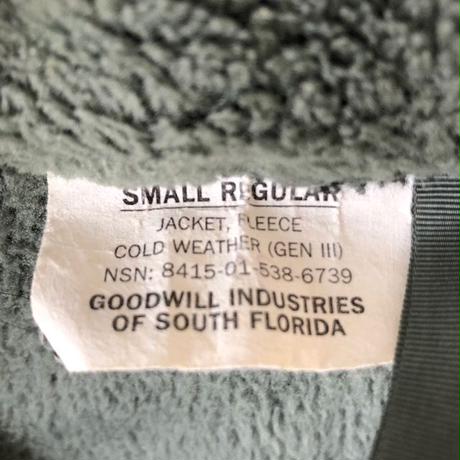 SMALL REGULAR
JACKET, FLEECE
COLD WEATHER (GEN III)
NSN: 8415-01-538-6739
GOODWILL INDUSTRIES
OF SOUTH FLORIDA